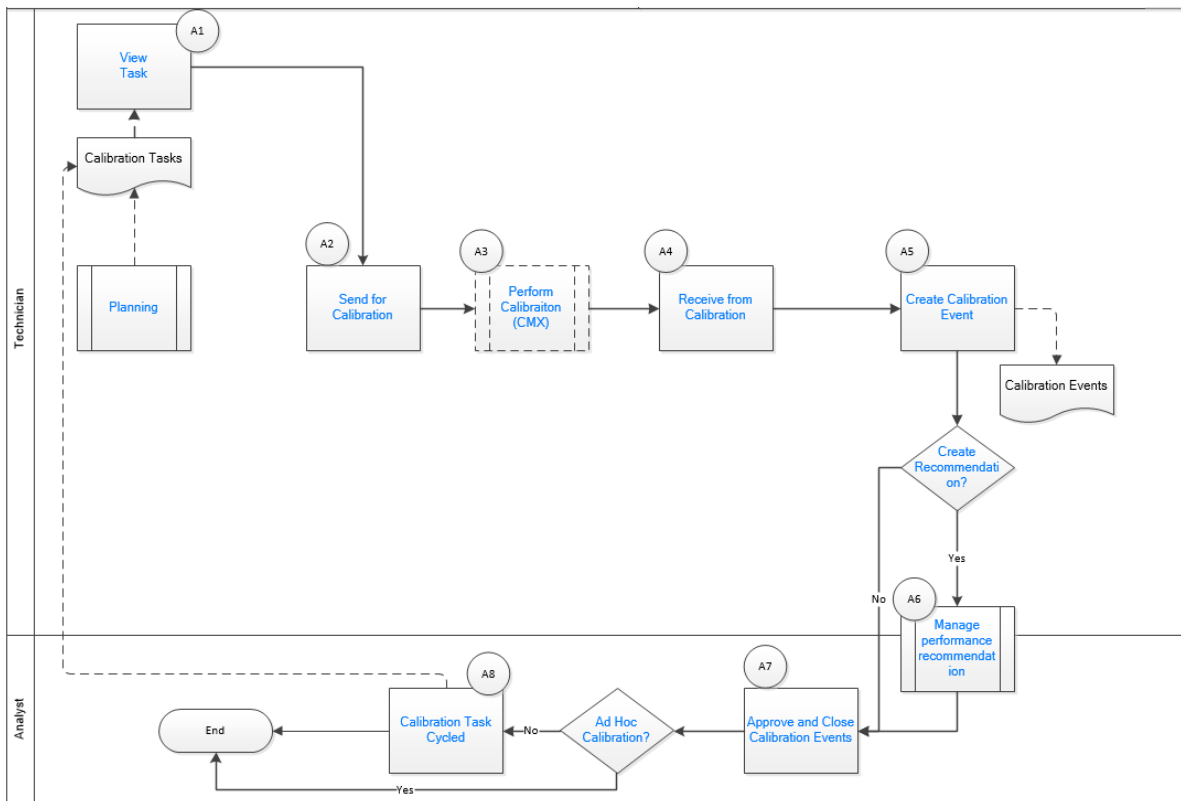 Technician
A1
View
Task
Calibration Tasks
Planning
A2
Send for
Calibration
A3
Perform
Calibraiton
(CMX)
A4
Receive from
Calibration
A5
Create Calibration
Event
Calibration Events
Create
Recommendati
on?
Yes
No
A6
Manage
performance
recommendat
ion
Analyst
A7
Approve and Close
Calibration Events
Ad Hoc
Calibration?
No
Yes
A8
Calibration Task
Cycled
End